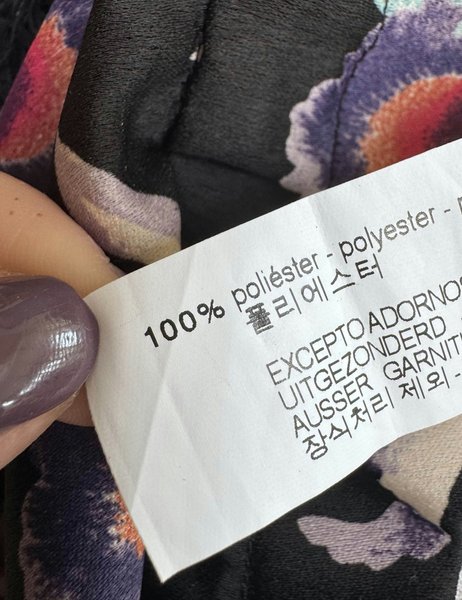 100% poliéster - polyester -
폴리에스터
EXCEPTO ADORNOS
UITGEZONDERD
AUSSER GARNIT
장식처리 제외 -